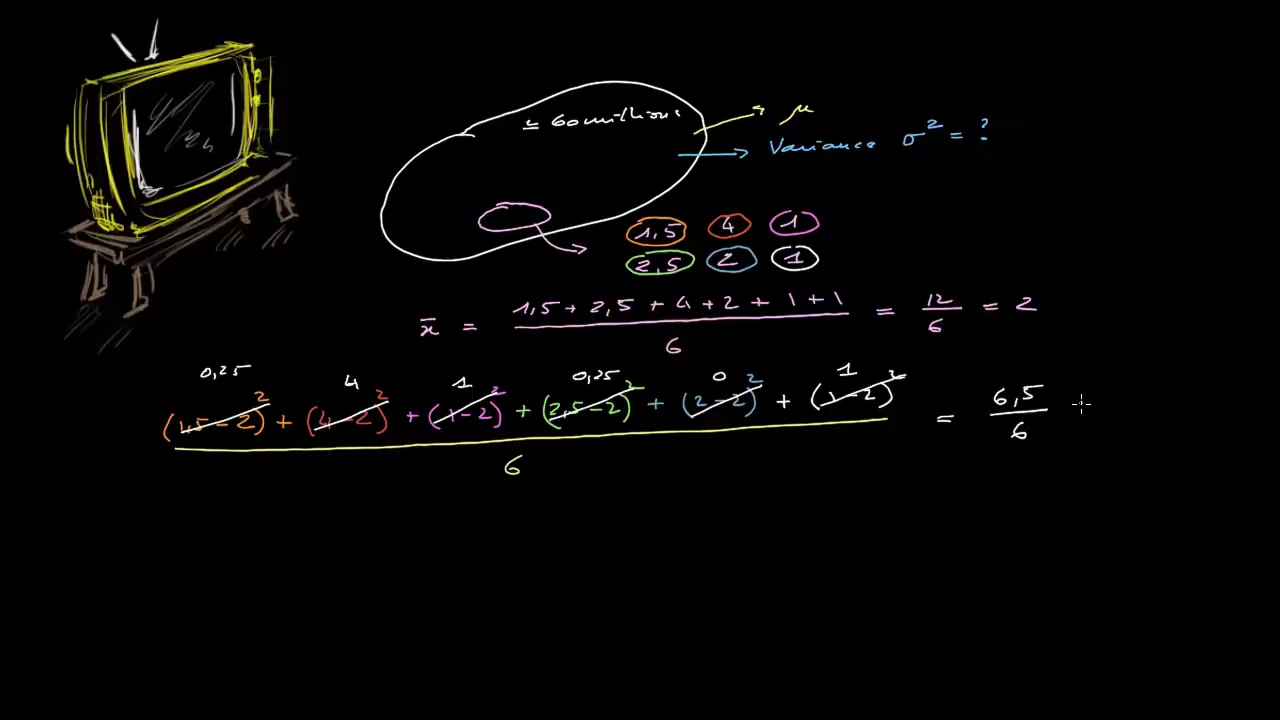 ≃ 60 millions
μ
Variance σ² = ?
1,5 4 1
2,5 2 1
x̄ = (1,5 + 2,5 + 4 + 2 + 1 + 1) / 6 = 12/6 = 2
0,25 4 1 0,25 0 1
(1,5 - 2)² + (4 - 2)² + (1 - 2)² + (2,5 - 2)² + (2 - 2)² + (1 - 2)² = 6,5
6 6